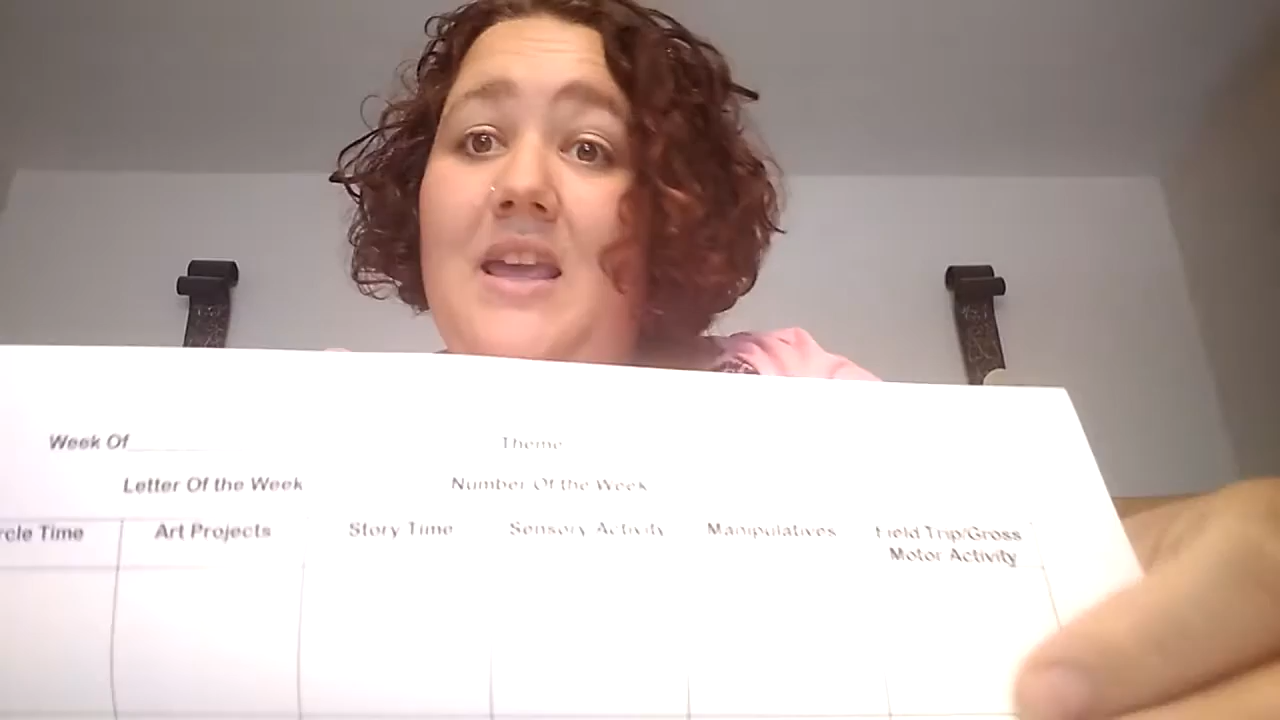 Week Of______ Theme
Letter Of the Week Number Of the Week
rcle Time Art Projects Story Time Sensory Activity Manipulatives Field Trip/Gross
Motor Activity